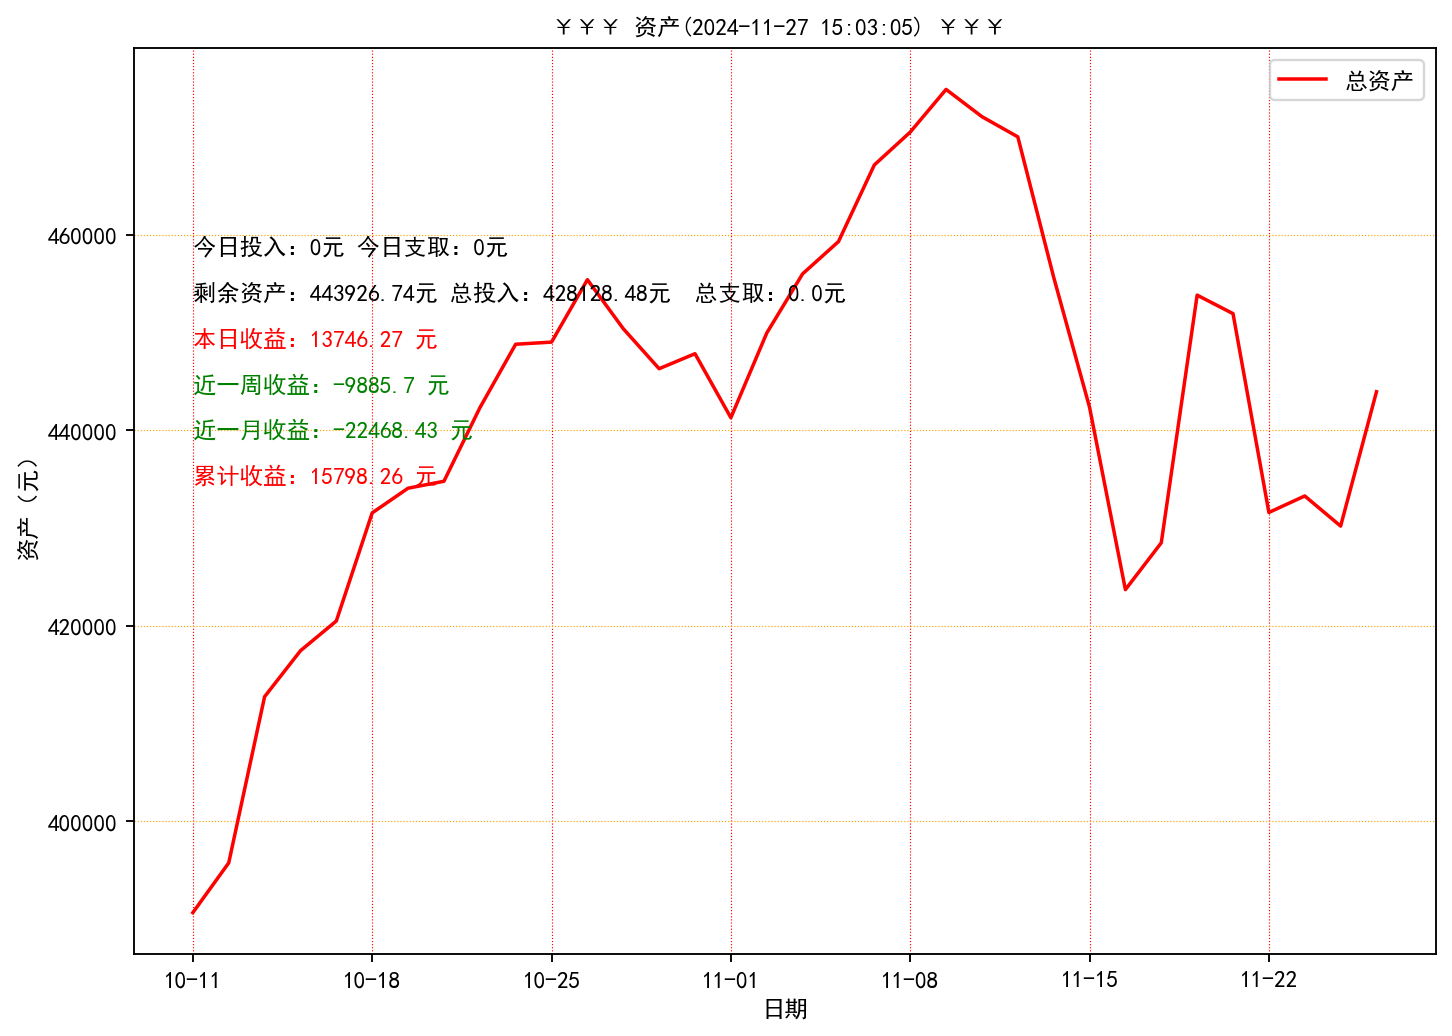 ￥￥￥ 资产(2024-11-27 15:03:05) ￥￥￥
总资产
460000
440000
420000
400000
资产（元）
今日投入：0元 今日支取：0元
剩余资产：443926.74元 总投入：428128.48元  总支取：0.0元
本日收益：13746.27 元
近一周收益：-9885.7 元
近一月收益：-22468.43 元
累计收益：15798.26 元
10-11 10-18 10-25 11-01 11-08 11-15 11-22
日期